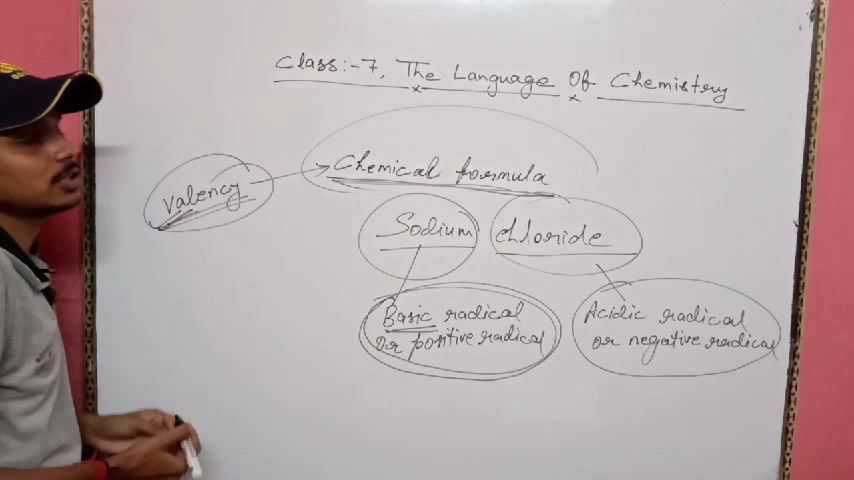 Class:-7, The Language Of Chemistry
Chemical formula
valency
Sodium chloride
Basic radical
or positive radical
Acidic radical
or negative radical